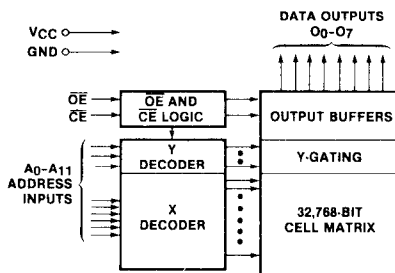 DATA OUTPUTS
O0–O7
VCC
GND
OE
CE
OE AND
CE LOGIC
OUTPUT BUFFERS
Y
DECODER
Y-GATING
A0–A11
ADDRESS
INPUTS
X
DECODER
32,768-BIT
CELL MATRIX